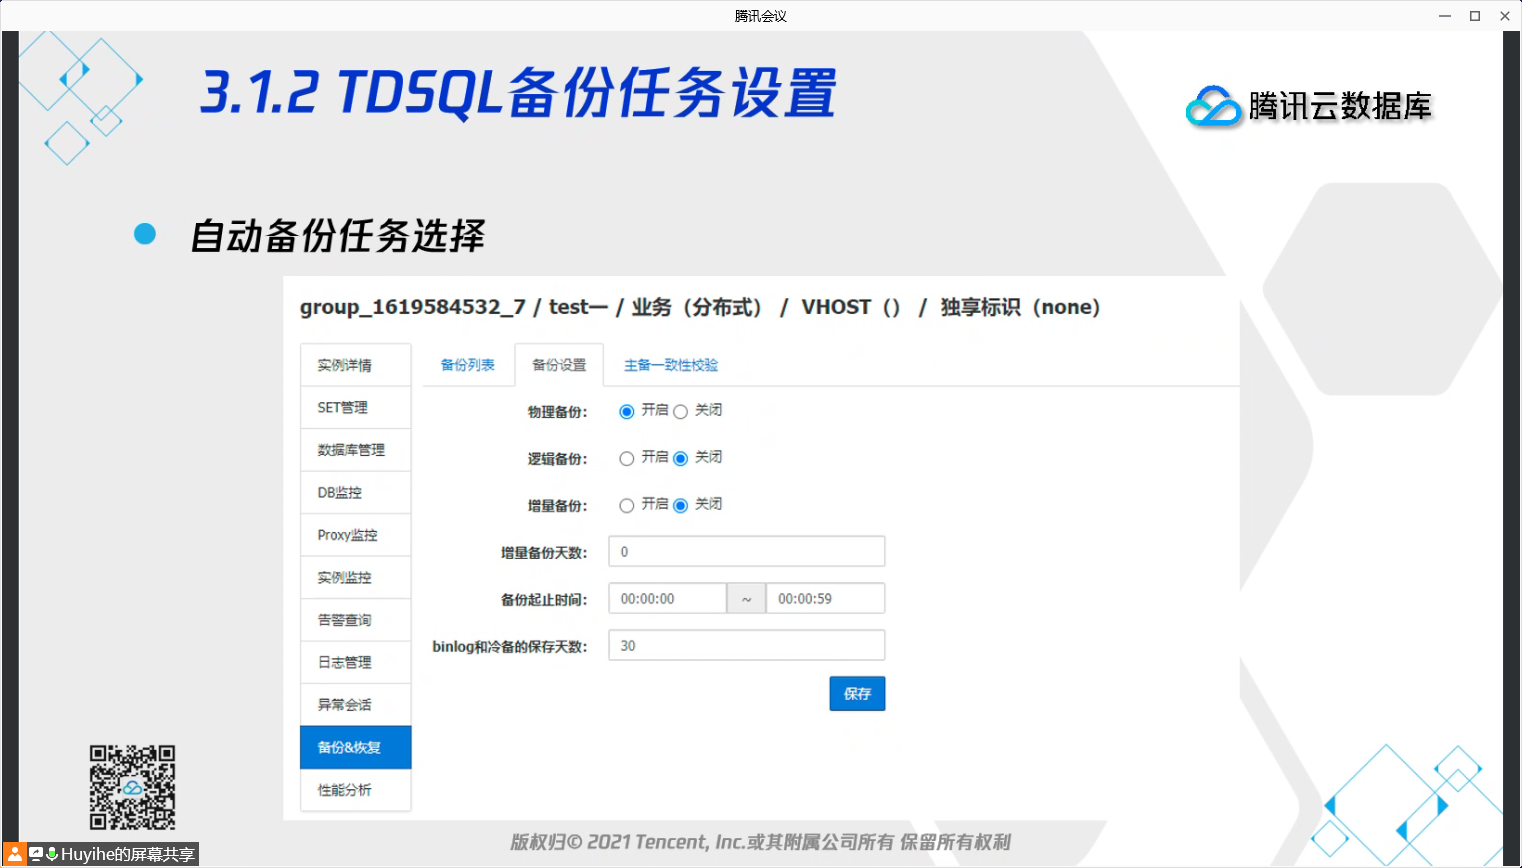 腾讯会议
3.1.2 TDSQL备份任务设置
腾讯云数据库
自动备份任务选择
group_1619584532_7 / test一 / 业务（分布式） / VHOST（） / 独享标识（none）
实例详情
SET管理
数据库管理
DB监控
Proxy监控
实例监控
告警查询
日志管理
异常会话
备份&恢复
性能分析
备份列表 备份设置 主备一致性校验
物理备份： 开启 关闭
逻辑备份： 开启 关闭
增量备份： 开启 关闭
增量备份天数： 0
备份起止时间： 00:00:00 ~ 00:00:59
binlog和冷备的保存天数： 30
保存
版权归© 2021 Tencent, Inc.或其附属公司所有 保留所有权利
Huyihe的屏幕共享